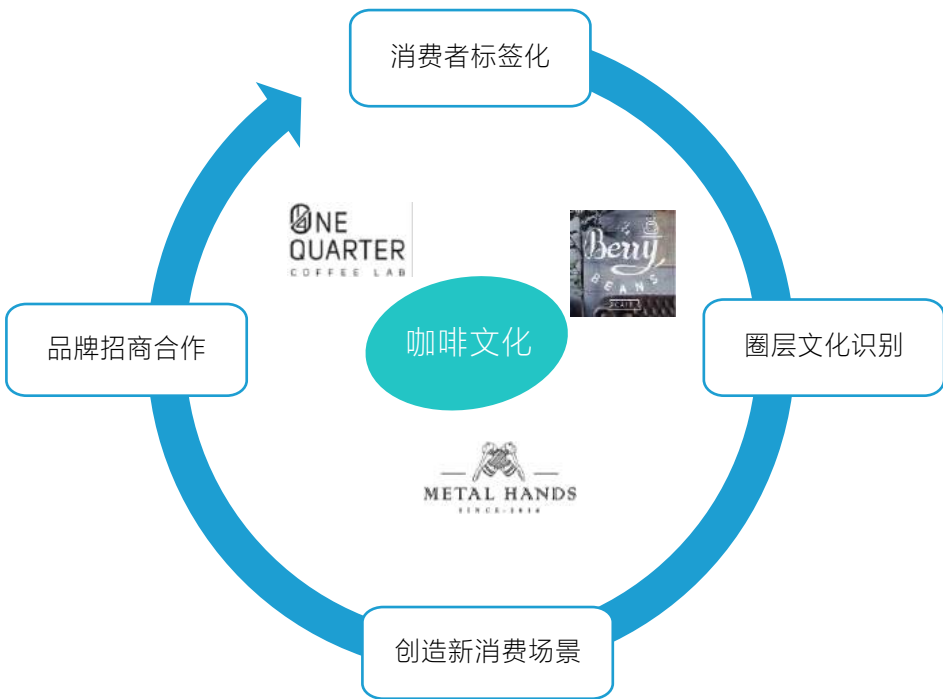 消费者标签化
ONE
QUARTER
COFFEE LAB
Berry
BEANS
品牌招商合作
咖啡文化
圈层文化识别
METAL HANDS
创造新消费场景